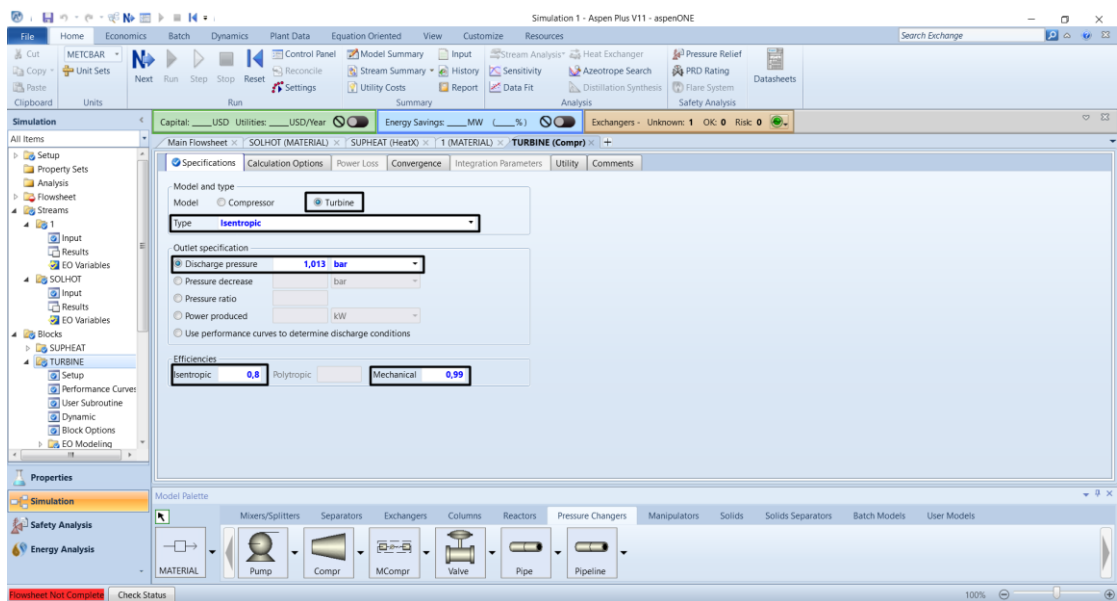 Simulation 1 - Aspen Plus V11 - aspenONE
File Home Economics Batch Dynamics Plant Data Equation Oriented View Customize Resources Search Exchange
Cut METCBAR Control Panel Model Summary Input Stream Analysis Heat Exchanger Pressure Relief
Copy Unit Sets Next Run Step Stop Reset Reconcile Stream Summary History Sensitivity Azeotrope Search PRD Rating Datasheets
Paste Settings Utility Costs Report Data Fit Distillation Synthesis Flare System
Clipboard Units Run Summary Analysis Safety Analysis
Simulation Capital: ____USD Utilities: ____USD/Year Energy Savings: ____MW (____%) Exchangers - Unknown: 1 OK: 0 Risk: 0
All Items Main Flowsheet SOLHOT (MATERIAL) SUPHEAT (HeatX) 1 (MATERIAL) TURBINE (Compr) +
Setup
Property Sets
Analysis
Flowsheet
Streams
1
Input
Results
EO Variables
SOLHOT
Input
Results
EO Variables
Blocks
SUPHEAT
TURBINE
Setup
Performance Curves
User Subroutine
Dynamic
Block Options
EO Modeling
Specifications Calculation Options Power Loss Convergence Integration Parameters Utility Comments
Model and type
Model Compressor Turbine
Type Isentropic
Outlet specification
Discharge pressure 1,013 bar
Pressure decrease bar
Pressure ratio
Power produced kW
Use performance curves to determine discharge conditions
Efficiencies
Isentropic 0,8 Polytropic Mechanical 0,99
Properties
Simulation
Safety Analysis
Energy Analysis
Model Palette
Mixers/Splitters Separators Exchangers Columns Reactors Pressure Changers Manipulators Solids Solids Separators Batch Models User Models
MATERIAL Pump Compr MCompr Valve Pipe Pipeline
Flowsheet Not Complete Check Status 100%